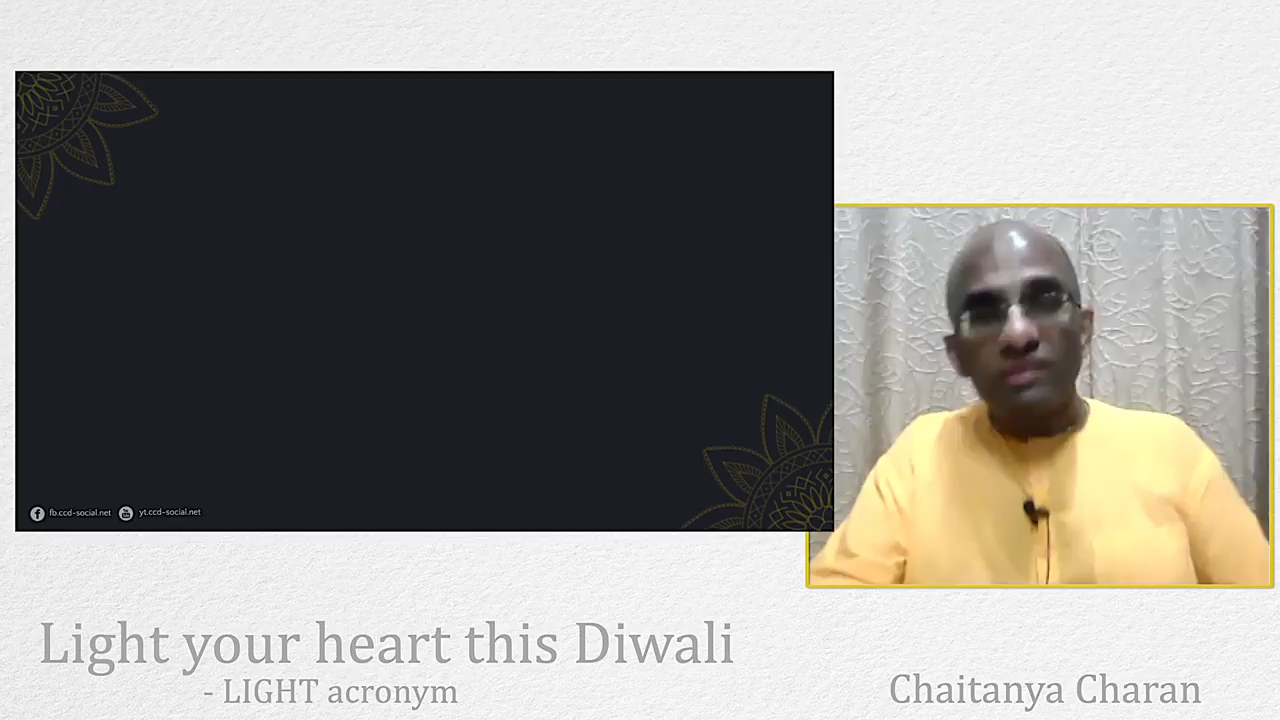 fb.ccd-social.net yt.ccd-social.net
Light your heart this Diwali
- LIGHT acronym
Chaitanya Charan